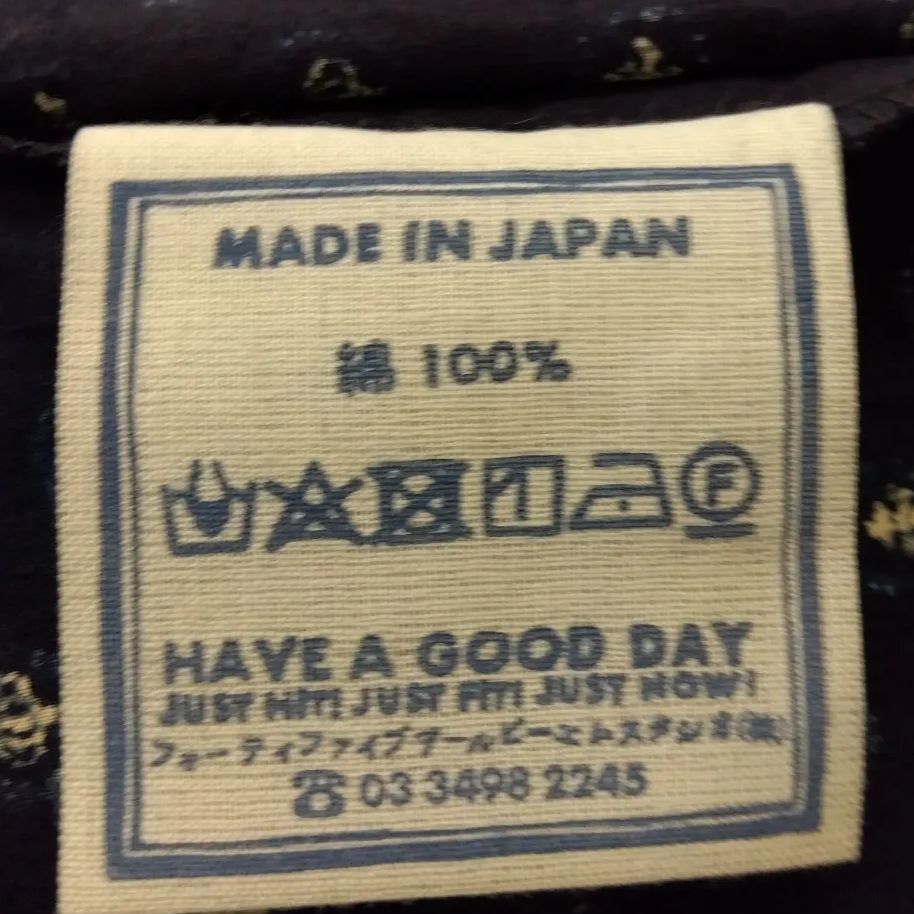 MADE IN JAPAN
綿 100%
F
HAVE A GOOD DAY
JUST HIT! JUST FIT! JUST NOW!
フォーティファイブアールピーエムスタジオ(株)
☎03 3498 2245